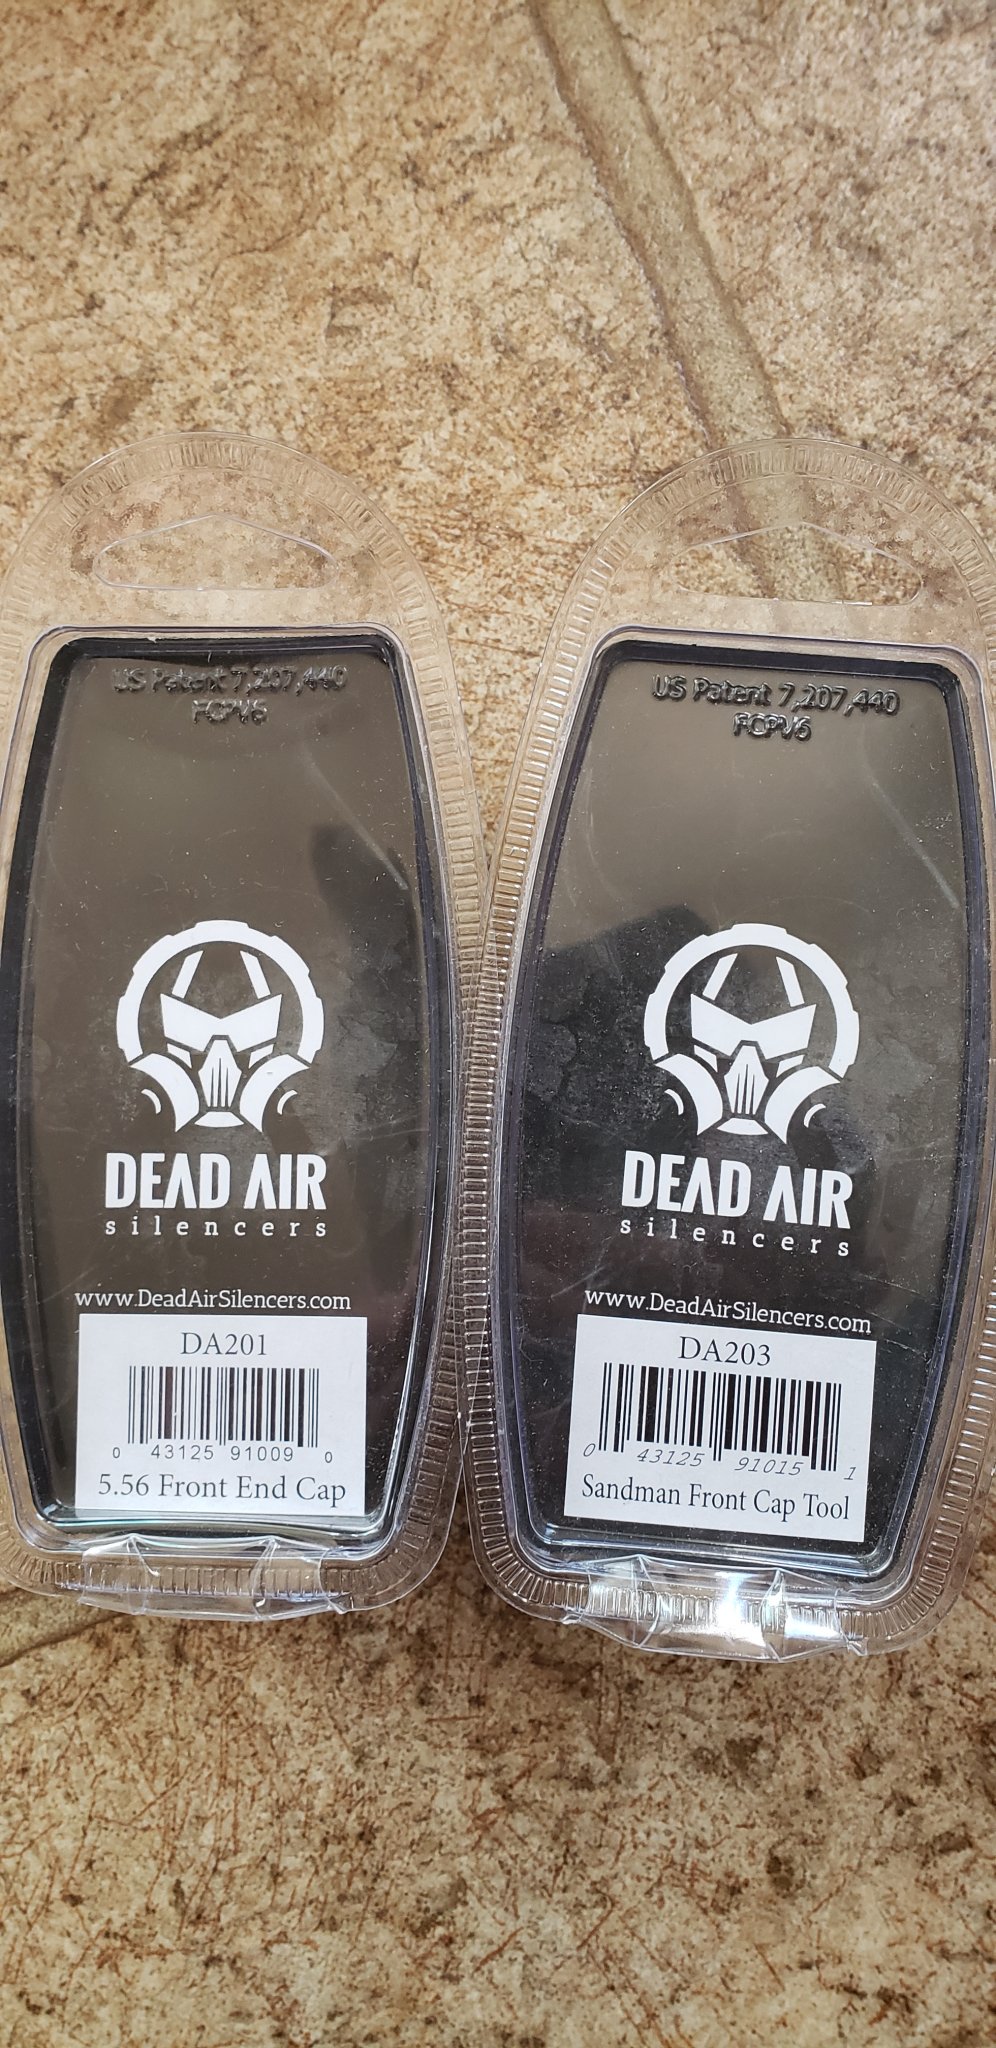 US Patent 7,207,440
FCPV6
DEAD AIR
silencers
www.DeadAirSilencers.com
DA201
0 43125 91009 0
5.56 Front End Cap
US Patent 7,207,440
FCPV6
DEAD AIR
silencers
www.DeadAirSilencers.com
DA203
0 43125 91015 1
Sandman Front Cap Tool